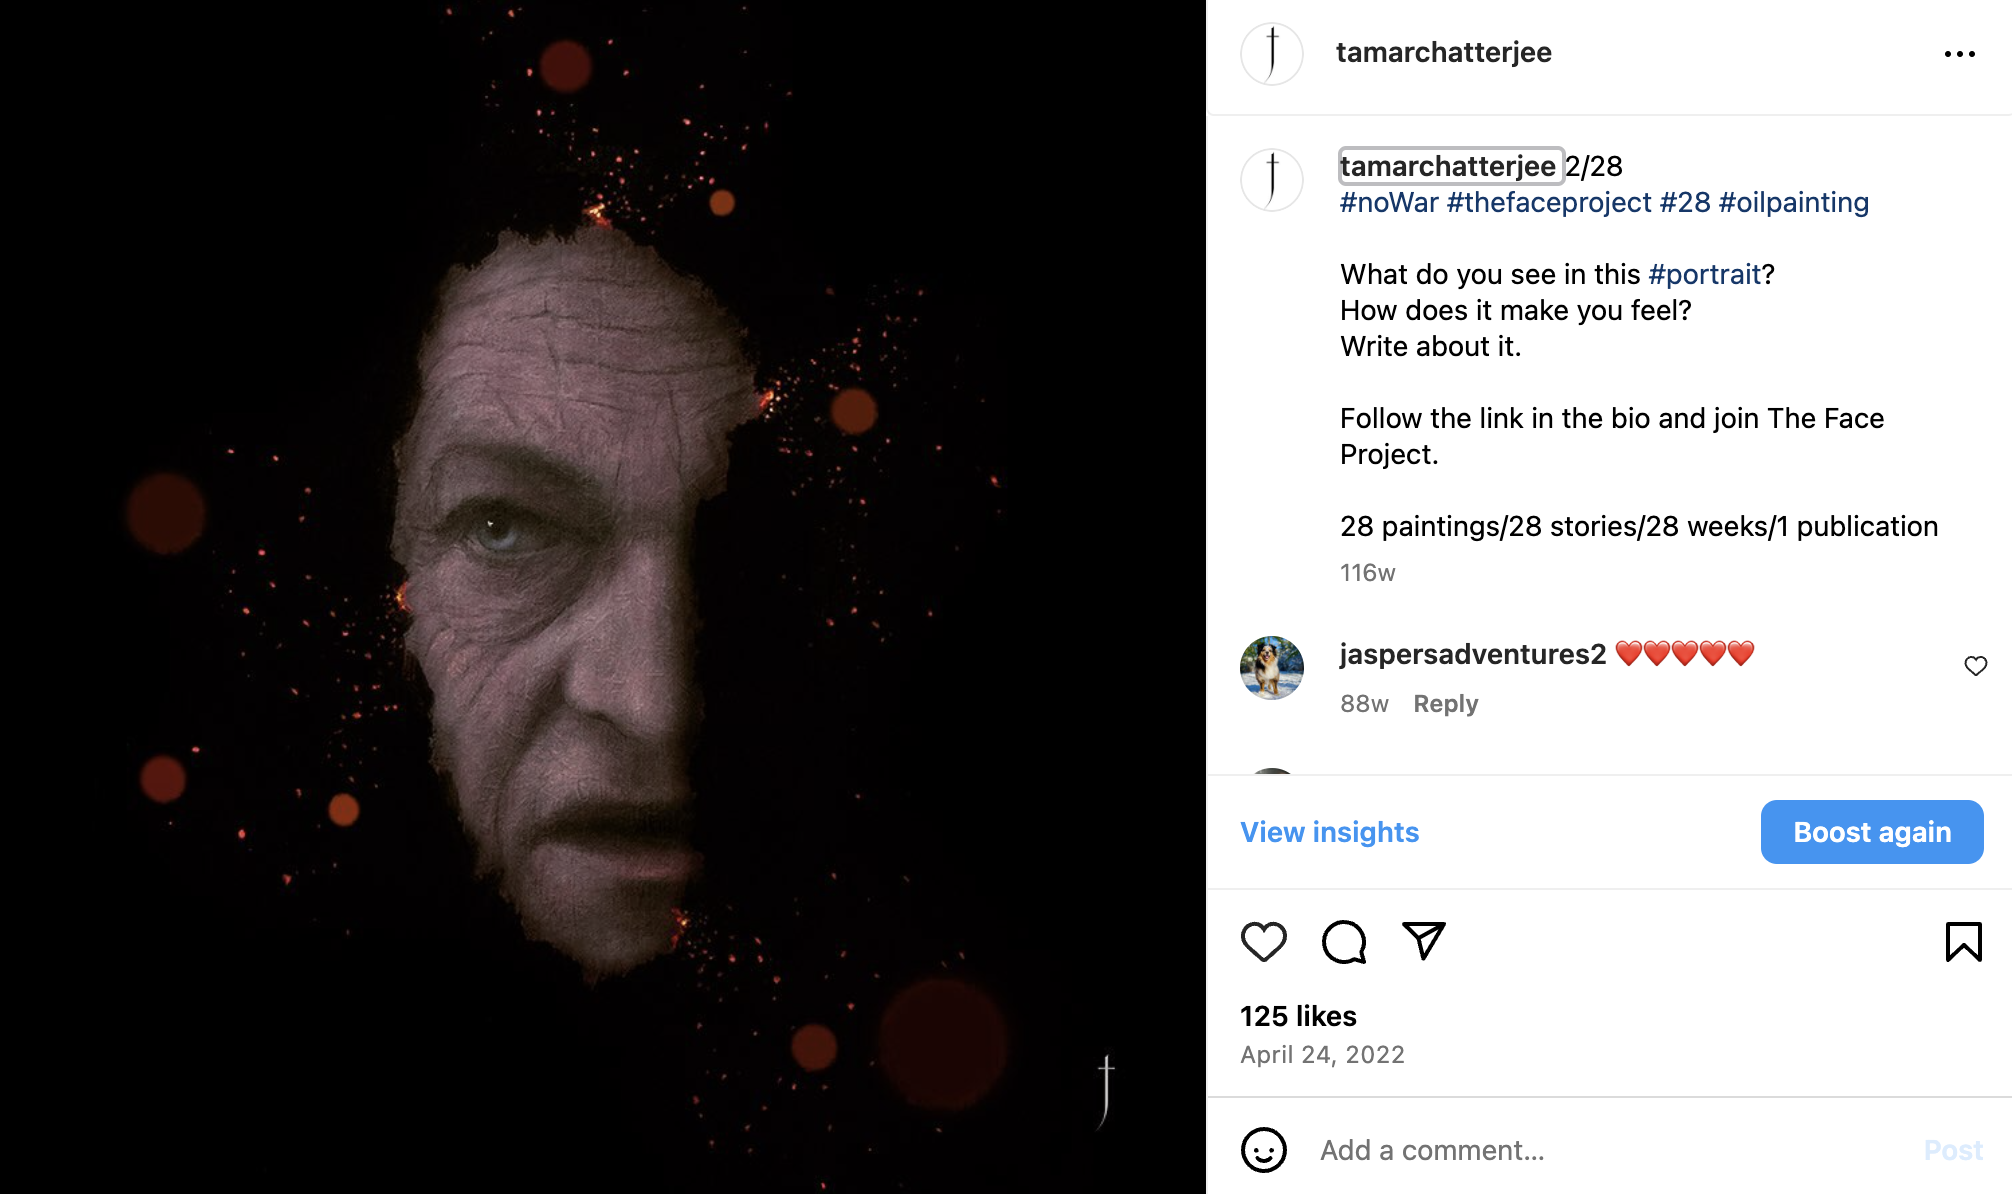 tamarchatterjee
tamarchatterjee 2/28
#noWar #thefaceproject #28 #oilpainting
What do you see in this #portrait?
How does it make you feel?
Write about it.
Follow the link in the bio and join The Face
Project.
28 paintings/28 stories/28 weeks/1 publication
116w
jaspersadventures2 ❤️❤️❤️❤️❤️
88w Reply
View insights
Boost again
125 likes
April 24, 2022
Add a comment...
Post